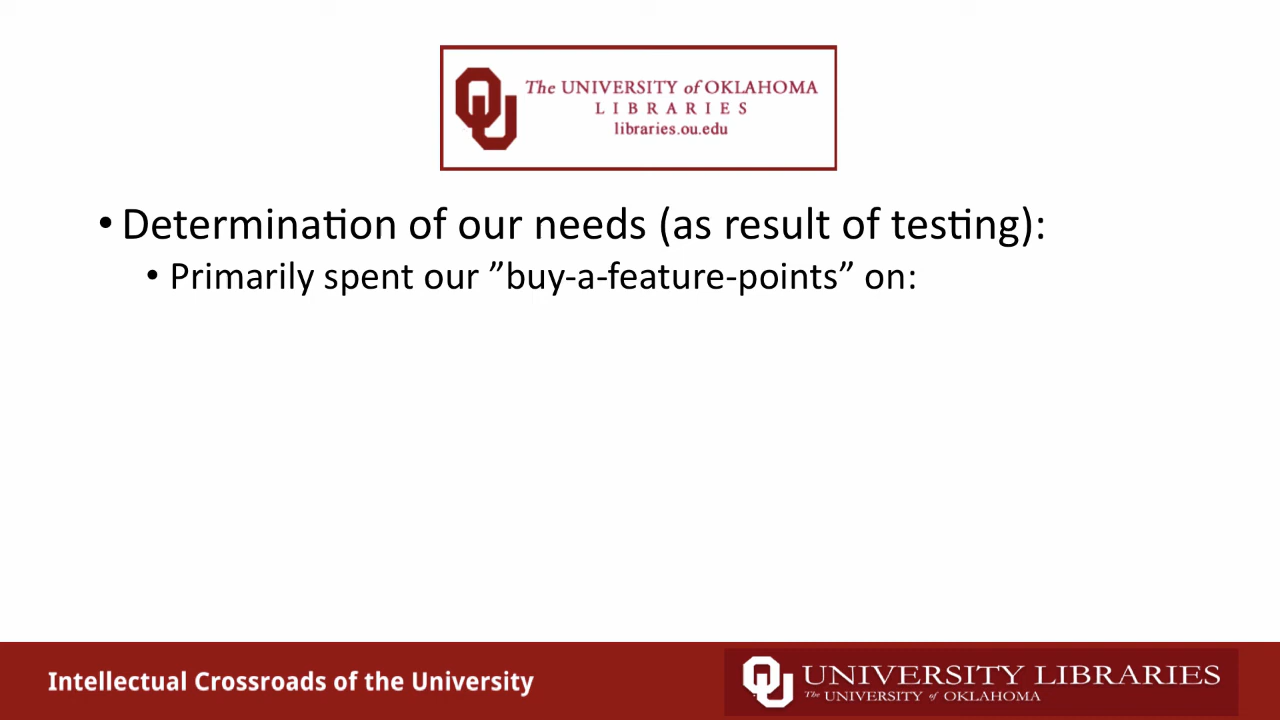 The UNIVERSITY of OKLAHOMA
LIBRARIES
libraries.ou.edu
• Determination of our needs (as result of testing):
• Primarily spent our ”buy-a-feature-points” on:
Intellectual Crossroads of the University
UNIVERSITY LIBRARIES
The UNIVERSITY of OKLAHOMA